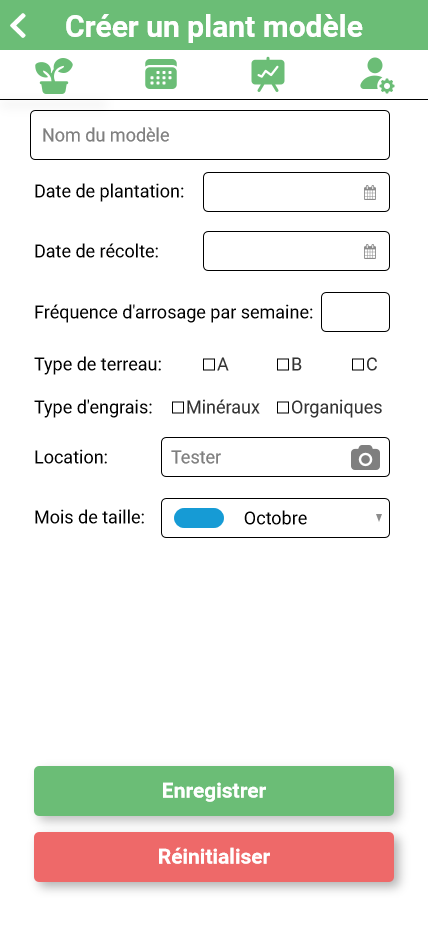 Créer un plant modèle
Nom du modèle
Date de plantation:
Date de récolte:
Fréquence d'arrosage par semaine:
Type de terreau: A B C
Type d'engrais: Minéraux Organiques
Location: Tester
Mois de taille: Octobre
Enregistrer
Réinitialiser